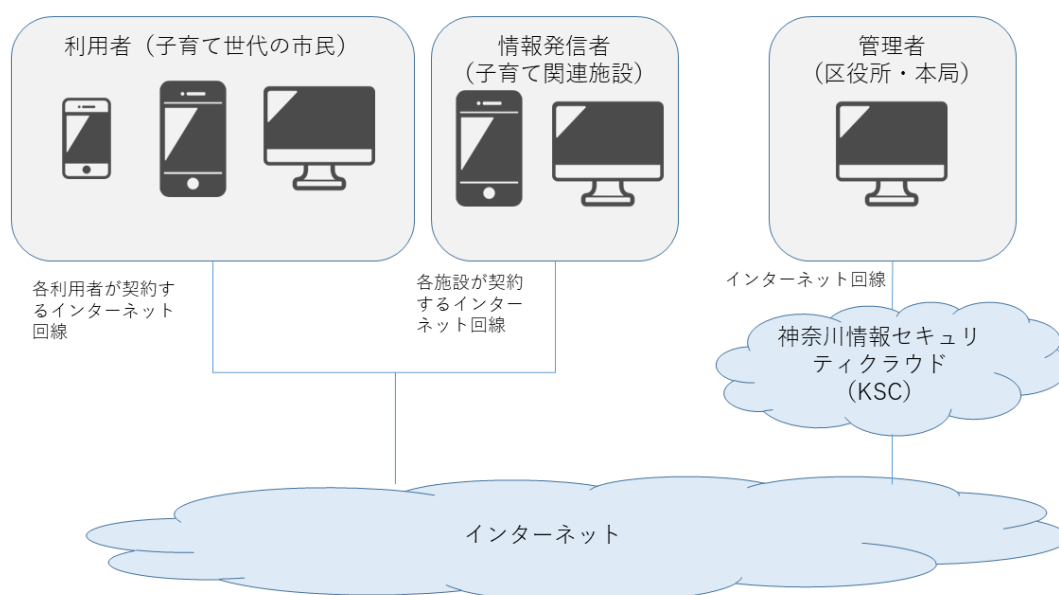 利用者（子育て世代の市民）
情報発信者
（子育て関連施設）
管理者
（区役所・本局）
各利用者が契約す
るインターネット
回線
各施設が契約
するインター
ネット回線
インターネット回線
神奈川情報セキュリ
ティクラウド
（KSC）
インターネット